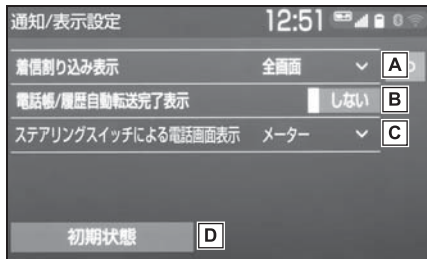 通知/表示設定 12:51 0
着信割り込み表示 全画面 A
電話帳/履歴自動転送完了表示 しない B
ステアリングスイッチによる電話画面表示 メーター C
初期状態 D